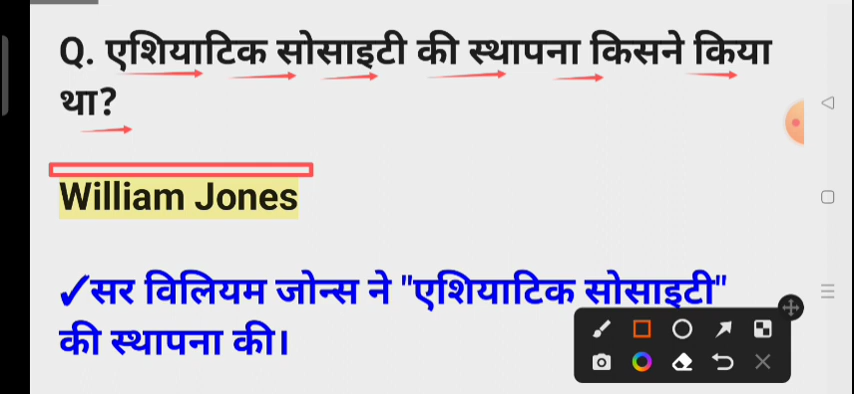 Q. एशियाटिक सोसाइटी की स्थापना किसने किया
था?
William Jones
✓सर विलियम जोन्स ने "एशियाटिक सोसाइटी"
की स्थापना की।